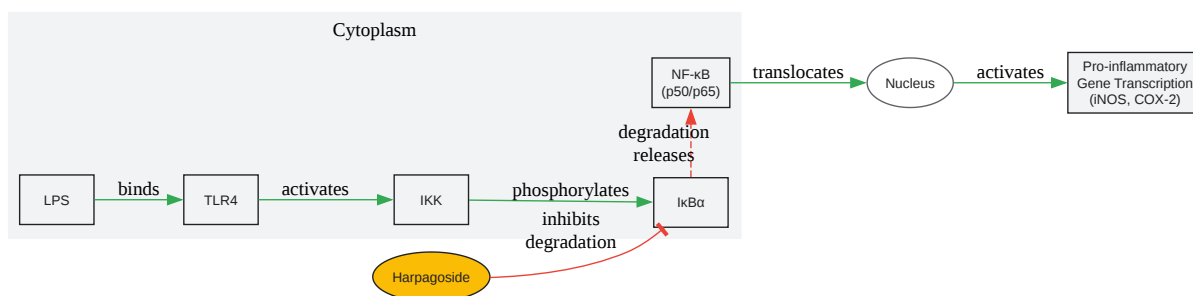 Cytoplasm
NF-κB
(p50/p65)
translocates
Nucleus
activates
Pro-inflammatory
Gene Transcription
(iNOS, COX-2)
degradation
releases
LPS
binds
TLR4
activates
IKK
phosphorylates
IκBα
inhibits
degradation
Harpagoside